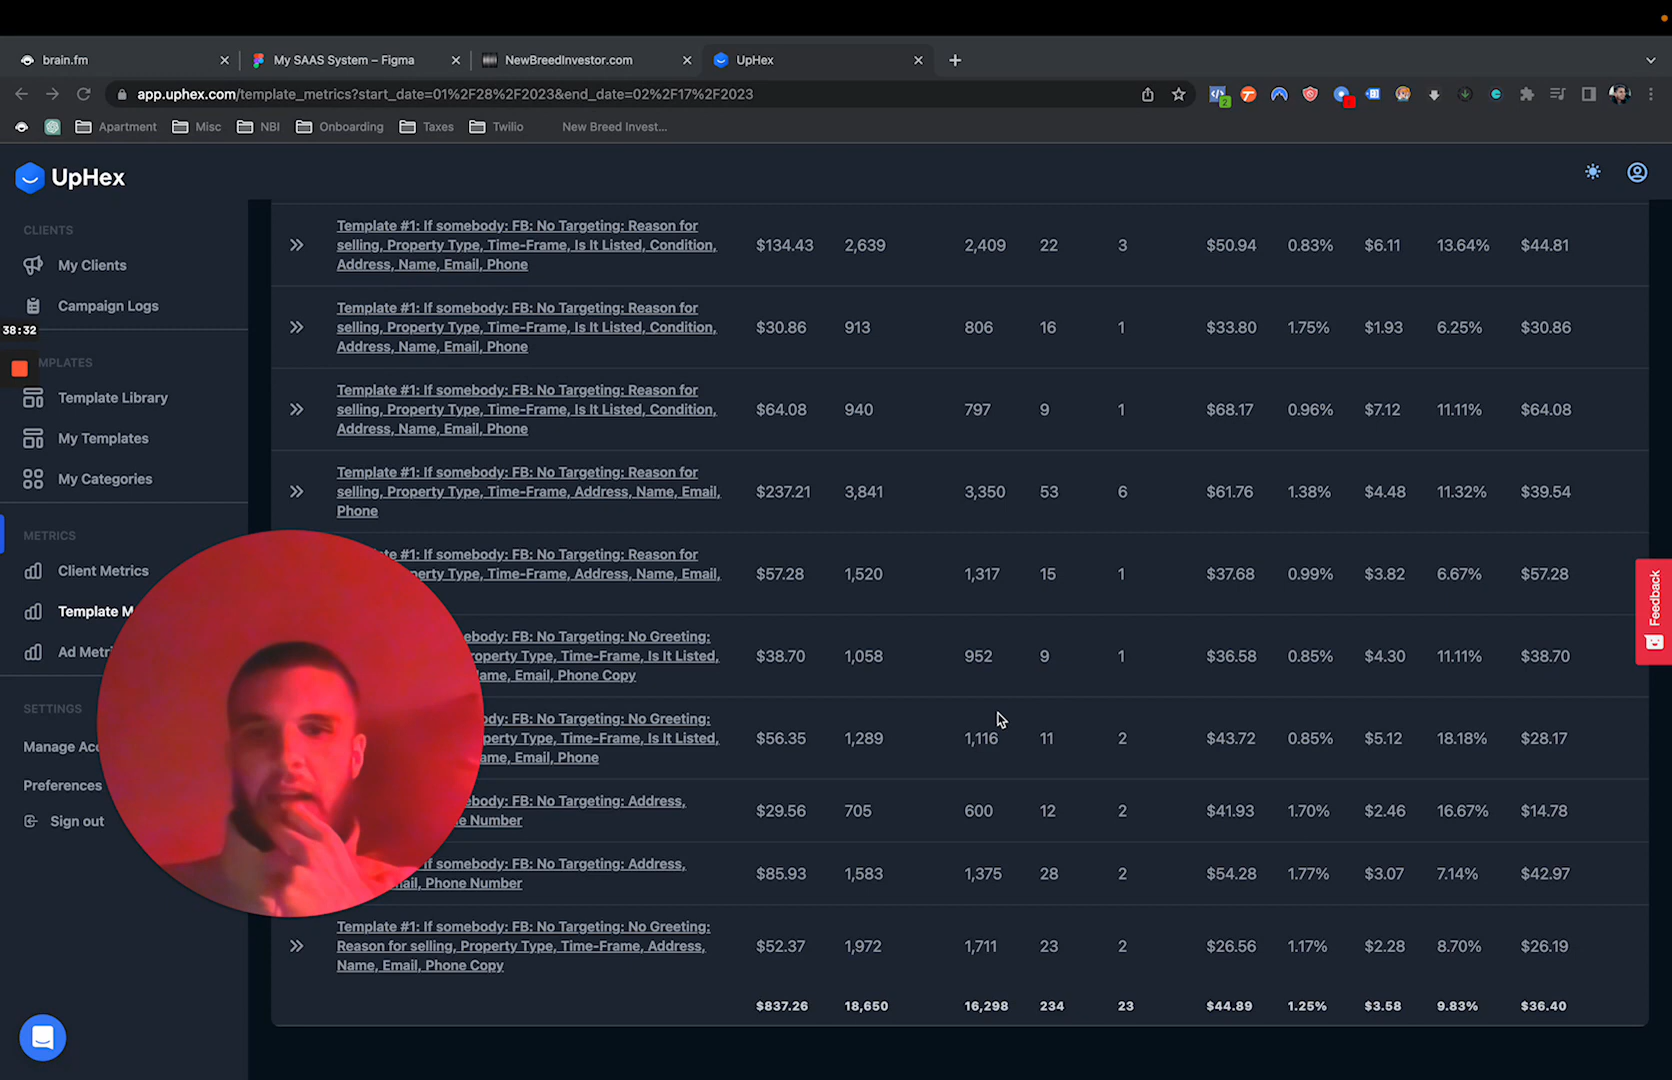 brain.fm
My SAAS System – Figma
NewBreedInvestor.com
UpHex
app.uphex.com/template_metrics?start_date=01%2F28%2F2023&end_date=02%2F17%2F2023
Apartment
Misc
NBI
Onboarding
Taxes
Twilio
New Breed Invest...
UpHex
CLIENTS
My Clients
Campaign Logs
38:32
MPLATES
Template Library
My Templates
My Categories
METRICS
Client Metrics
Template M
Ad Metri
SETTINGS
Manage Acc
Preferences
Sign out
Template #1: If somebody: FB: No Targeting: Reason for
selling, Property Type, Time-Frame, Is It Listed, Condition,
Address, Name, Email, Phone
$134.43 2,639 2,409 22 3 $50.94 0.83% $6.11 13.64% $44.81
Template #1: If somebody: FB: No Targeting: Reason for
selling, Property Type, Time-Frame, Is It Listed, Condition,
Address, Name, Email, Phone
$30.86 913 806 16 1 $33.80 1.75% $1.93 6.25% $30.86
Template #1: If somebody: FB: No Targeting: Reason for
selling, Property Type, Time-Frame, Is It Listed, Condition,
Address, Name, Email, Phone
$64.08 940 797 9 1 $68.17 0.96% $7.12 11.11% $64.08
Template #1: If somebody: FB: No Targeting: Reason for
selling, Property Type, Time-Frame, Address, Name, Email,
Phone
$237.21 3,841 3,350 53 6 $61.76 1.38% $4.48 11.32% $39.54
te #1: If somebody: FB: No Targeting: Reason for
perty Type, Time-Frame, Address, Name, Email,
$57.28 1,520 1,317 15 1 $37.68 0.99% $3.82 6.67% $57.28
ebody: FB: No Targeting: No Greeting:
roperty Type, Time-Frame, Is It Listed,
ame, Email, Phone Copy
$38.70 1,058 952 9 1 $36.58 0.85% $4.30 11.11% $38.70
ody: FB: No Targeting: No Greeting:
roperty Type, Time-Frame, Is It Listed,
ame, Email, Phone
$56.35 1,289 1,116 11 2 $43.72 0.85% $5.12 18.18% $28.17
ebody: FB: No Targeting: Address,
e Number
$29.56 705 600 12 2 $41.93 1.70% $2.46 16.67% $14.78
If somebody: FB: No Targeting: Address,
ail, Phone Number
$85.93 1,583 1,375 28 2 $54.28 1.77% $3.07 7.14% $42.97
Template #1: If somebody: FB: No Targeting: No Greeting:
Reason for selling, Property Type, Time-Frame, Address,
Name, Email, Phone Copy
$52.37 1,972 1,711 23 2 $26.56 1.17% $2.28 8.70% $26.19
$837.26 18,650 16,298 234 23 $44.89 1.25% $3.58 9.83% $36.40
Feedback